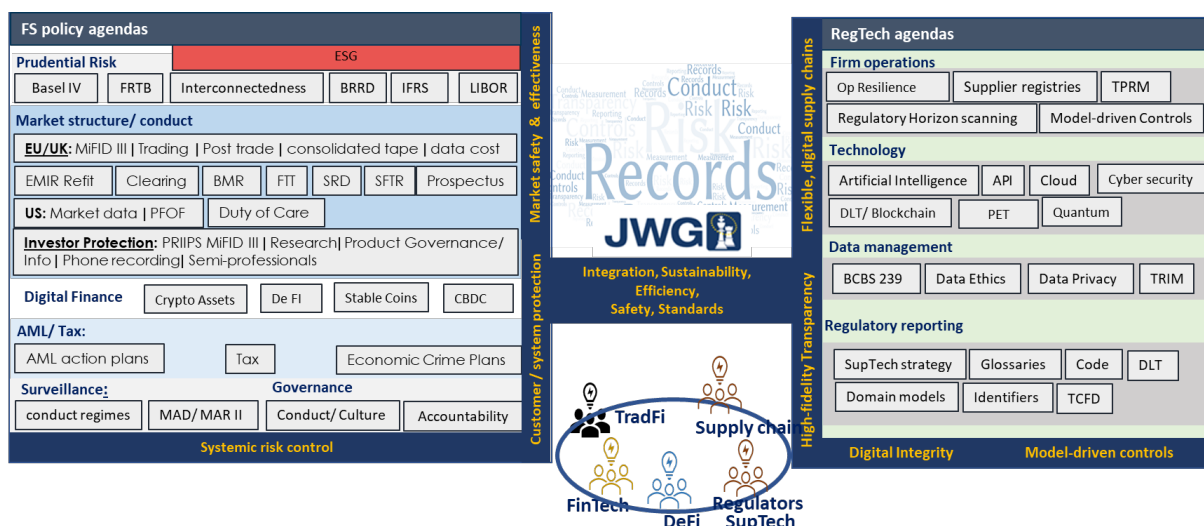 FS policy agendas
ESG
Prudential Risk
Basel IV
FRTB
Interconnectedness
BRRD
IFRS
LIBOR
Market structure/ conduct
EU/UK: MiFID III | Trading | Post trade | consolidated tape | data cost
EMIR Refit
Clearing
BMR
FTT
SRD
SFTR
Prospectus
US: Market data | PFOF
Duty of Care
Investor Protection: PRIIPS MiFID III | Research| Product Governance/
Info | Phone recording| Semi-professionals
Digital Finance
Crypto Assets
De FI
Stable Coins
CBDC
AML/ Tax:
AML action plans
Tax
Economic Crime Plans
Surveillance:
Governance
conduct regimes
MAD/ MAR II
Conduct/ Culture
Accountability
Systemic risk control
Market safety & effectiveness
Customer / system protection
Records
Conduct
Risk
Risk
Records
Controls
Risk
Conduct
Records
JWG
Integration, Sustainability,
Efficiency,
Safety, Standards
TradFi
Supply chain
FinTech
DeFi
Regulators
SupTech
Flexible, digital supply chains
High-fidelity Transparency
RegTech agendas
Firm operations
Op Resilience
Supplier registries
TPRM
Regulatory Horizon scanning
Model-driven Controls
Technology
Artificial Intelligence
API
Cloud
Cyber security
DLT/ Blockchain
PET
Quantum
Data management
BCBS 239
Data Ethics
Data Privacy
TRIM
Regulatory reporting
SupTech strategy
Glossaries
Code
DLT
Domain models
Identifiers
TCFD
Digital Integrity
Model-driven controls